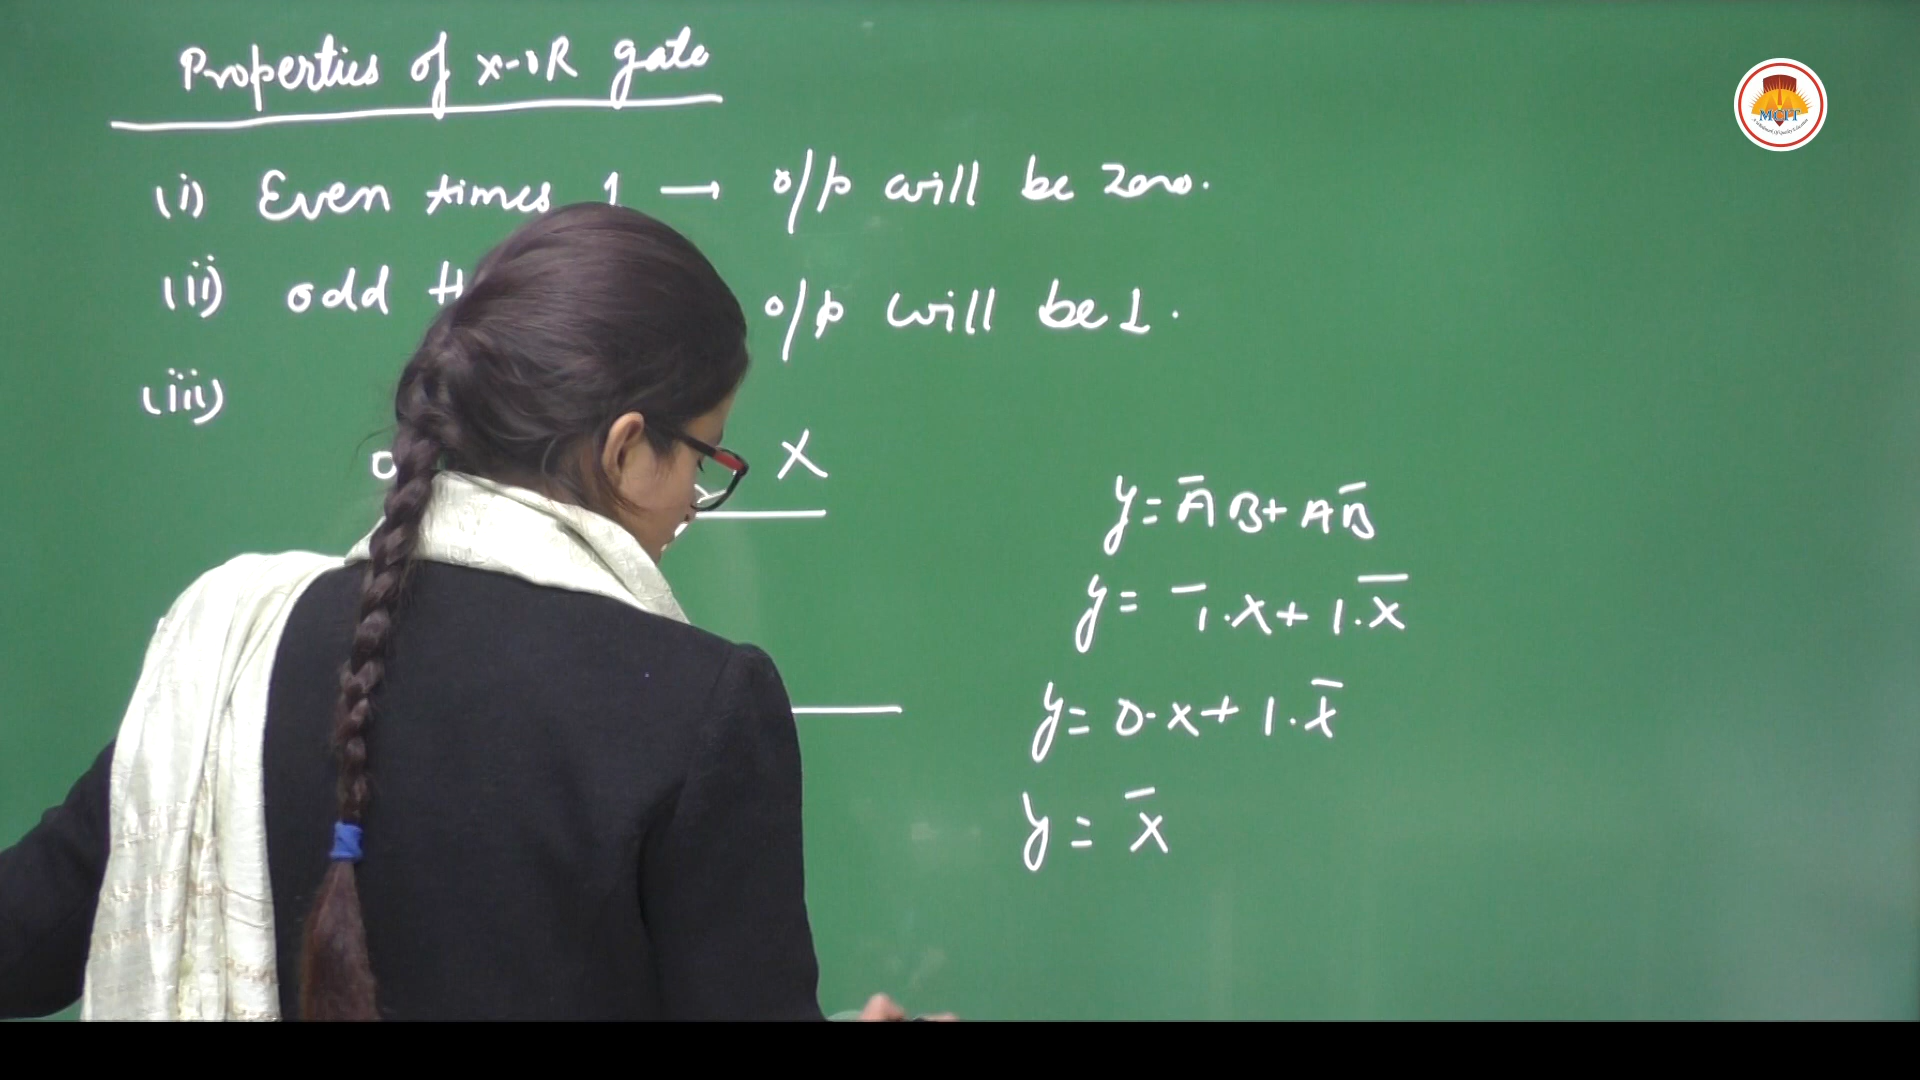 Properties of X-OR gate
(i) Even times 1 → o/p will be zero.
(ii) odd o/p will be 1.
(iii)
X
y = A̅ B + A B̅
y = 1̅ . X + 1 . X̅
y = 0 . X + 1 . X̅
y = X̅
MCPT